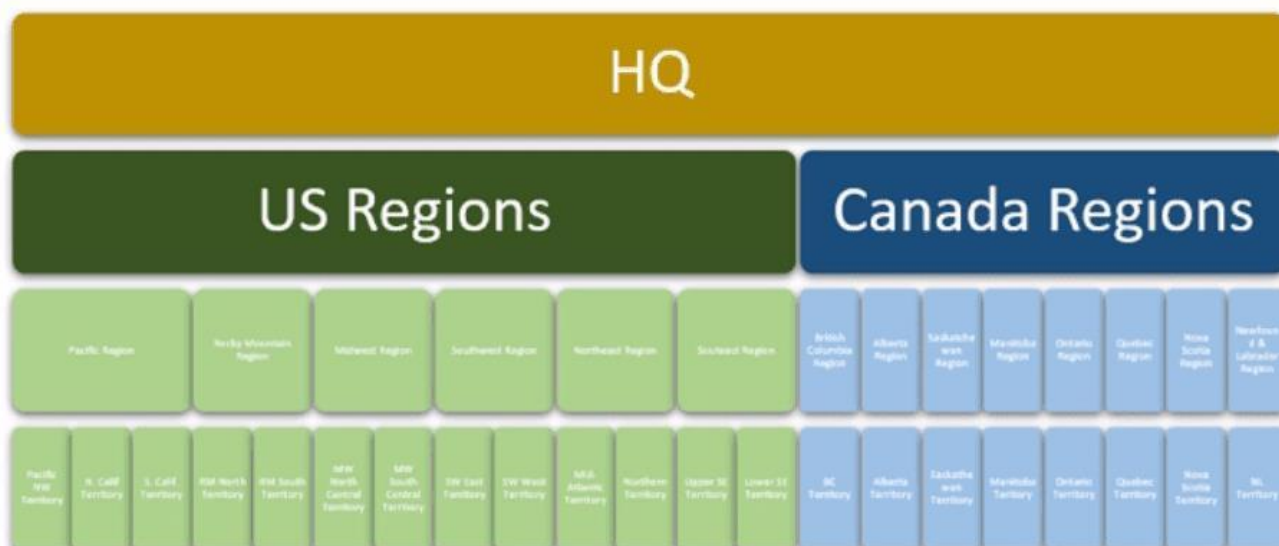 HQ
US Regions
Canada Regions
Pacific Region
Rocky Mountain
Region
Midwest Region
Southwest Region
Northeast Region
Southeast Region
British
Columbia
Region
Alberta
Region
Saskatche
wan
Region
Manitoba
Region
Ontario
Region
Quebec
Region
Nova
Scotia
Region
Newfoun
d &
Labrador
Region
Pacific
NW
Territory
N. Calif
Territory
S. Calif.
Territory
RM North
Territory
RM South
Territory
MW
North
Central
Territory
MW
South
Central
Territory
SW East
Territory
SW West
Territory
Mid-
Atlantic
Territory
Northern
Territory
Upper SE
Territory
Lower SE
Territory
BC
Territory
Alberta
Territory
Saskathe
wan
Territory
Manitoba
Territory
Ontario
Territory
Quebec
Territory
Nova
Scotia
Territory
NL
Territory